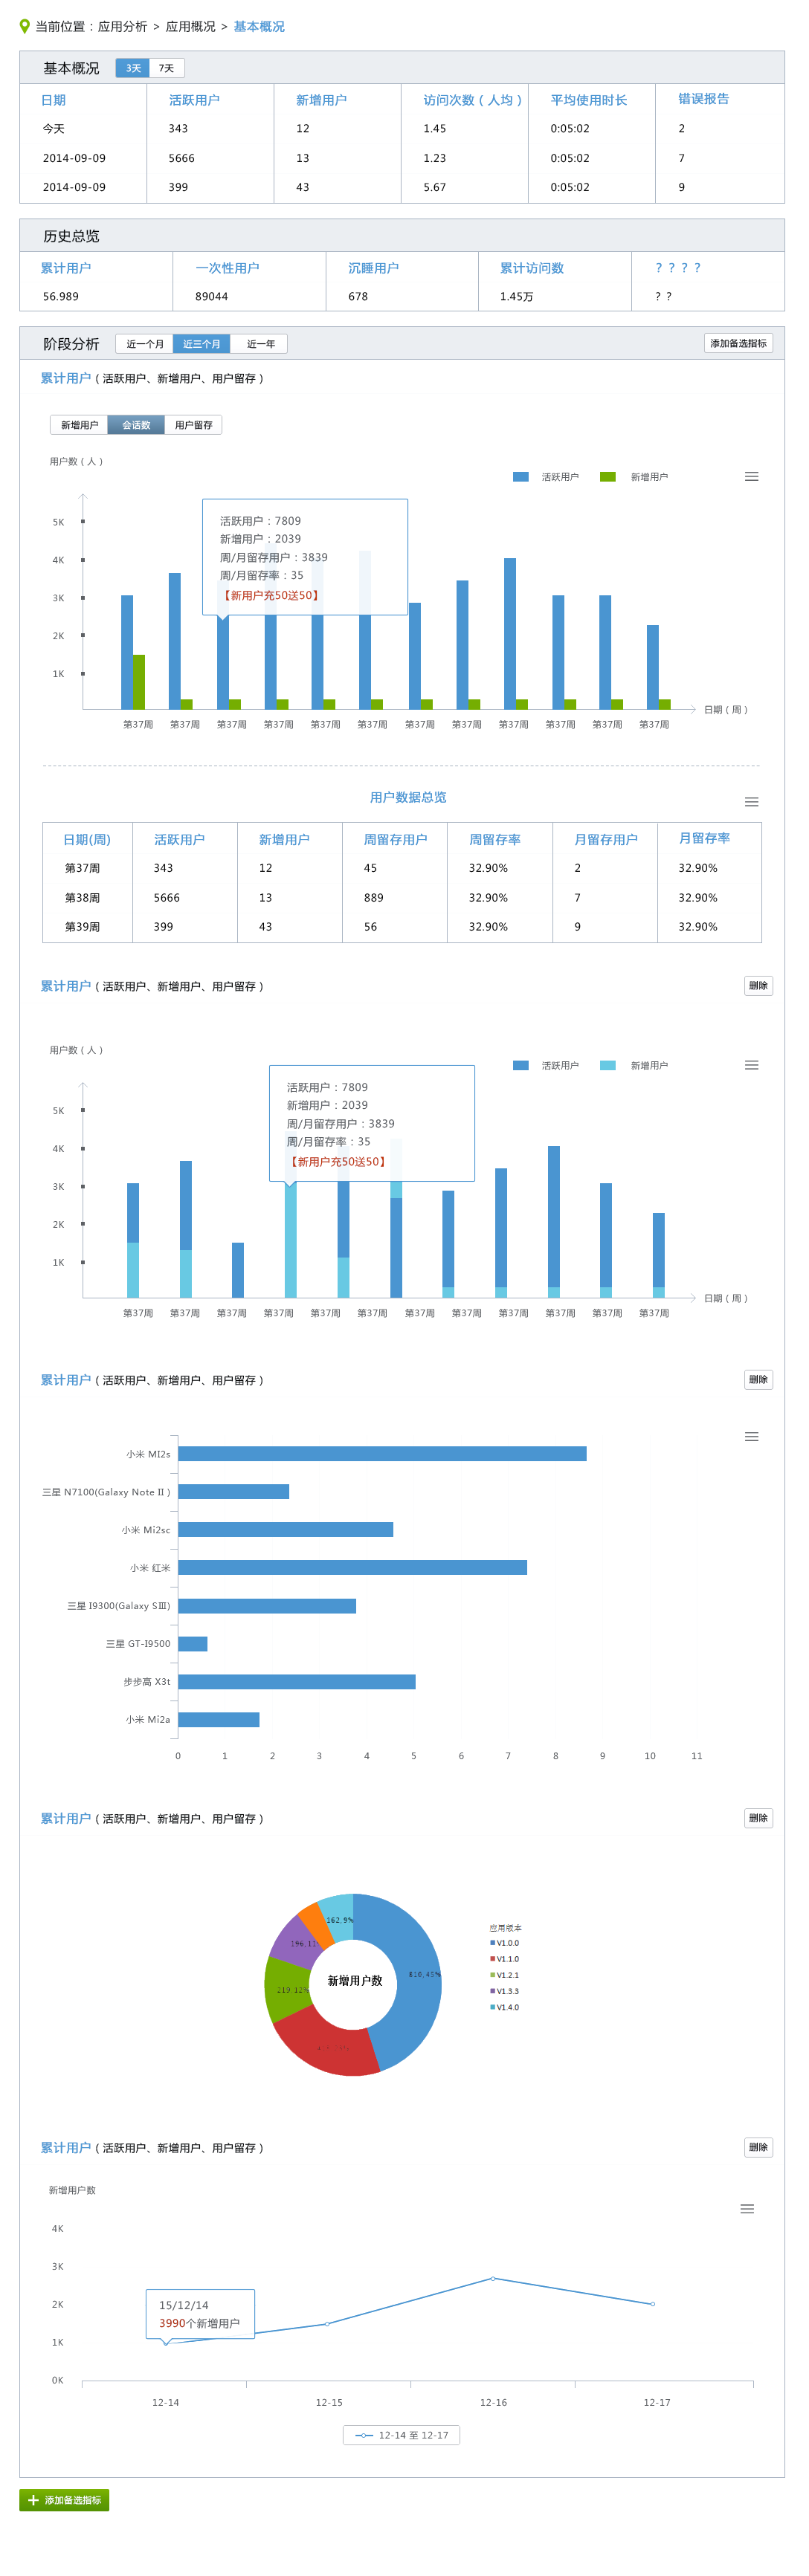 当前位置：应用分析 > 应用概况 > 基本概况
基本概况 3天 7天
日期 活跃用户 新增用户 访问次数（人均） 平均使用时长 错误报告
今天 343 12 1.45 0:05:02 2
2014-09-09 5666 13 1.23 0:05:02 7
2014-09-09 399 43 5.67 0:05:02 9
历史总览
累计用户 一次性用户 沉睡用户 累计访问数 ？？？？
56.989 89044 678 1.45万 ？？
阶段分析 近一个月 近三个月 近一年 添加备选指标
累计用户（活跃用户、新增用户、用户留存）
新增用户 会话数 用户留存
用户数（人）
活跃用户 新增用户
活跃用户：7809
新增用户：2039
周/月留存用户：3839
周/月留存率：35
【新用户充50送50】
5K
4K
3K
2K
1K
日期（周）
第37周 第37周 第37周 第37周 第37周 第37周 第37周 第37周 第37周 第37周 第37周 第37周
用户数据总览
日期(周) 活跃用户 新增用户 周留存用户 周留存率 月留存用户 月留存率
第37周 343 12 45 32.90% 2 32.90%
第38周 5666 13 889 32.90% 7 32.90%
第39周 399 43 56 32.90% 9 32.90%
累计用户（活跃用户、新增用户、用户留存） 删除
用户数（人）
活跃用户 新增用户
活跃用户：7809
新增用户：2039
周/月留存用户：3839
周/月留存率：35
【新用户充50送50】
5K
4K
3K
2K
1K
日期（周）
第37周 第37周 第37周 第37周 第37周 第37周 第37周 第37周 第37周 第37周 第37周 第37周
累计用户（活跃用户、新增用户、用户留存） 删除
小米 MI2s
三星 N7100(Galaxy Note II )
小米 Mi2sc
小米 红米
三星 I9300(Galaxy SⅢ)
三星 GT-I9500
步步高 X3t
小米 Mi2a
0 1 2 3 4 5 6 7 8 9 10 11
累计用户（活跃用户、新增用户、用户留存） 删除
162,9%
196,11
810,45%
219,12%
新增用户数
应用版本
V1.0.0
V1.1.0
V1.2.1
V1.3.3
V1.4.0
累计用户（活跃用户、新增用户、用户留存） 删除
新增用户数
4K
3K
2K
1K
0K
15/12/14
3990个新增用户
12-14 12-15 12-16 12-17
12-14 至 12-17
添加备选指标